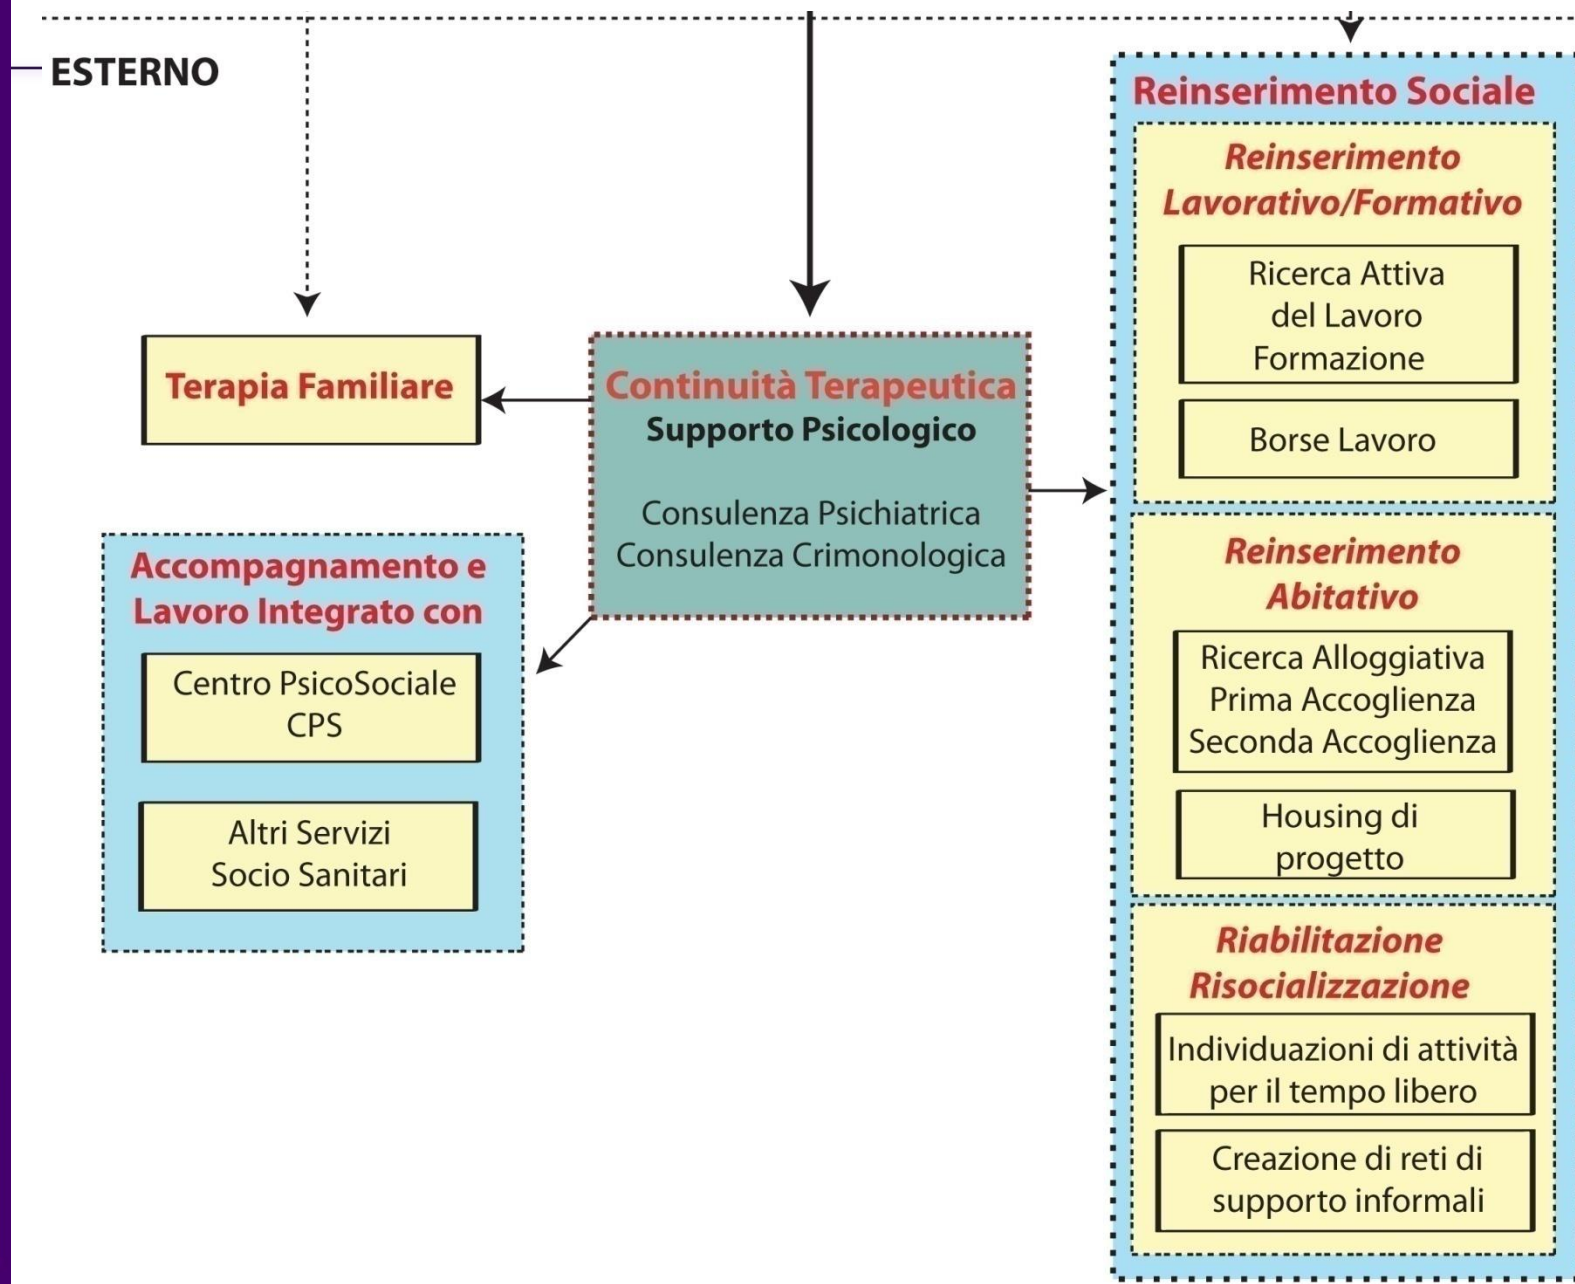 ESTERNO
Terapia Familiare
Continuità Terapeutica
Supporto Psicologico
Consulenza Psichiatrica
Consulenza Crimonologica
Accompagnamento e
Lavoro Integrato con
Centro PsicoSociale
CPS
Altri Servizi
Socio Sanitari
Reinserimento Sociale
Reinserimento
Lavorativo/Formativo
Ricerca Attiva
del Lavoro
Formazione
Borse Lavoro
Reinserimento
Abitativo
Ricerca Alloggiativa
Prima Accoglienza
Seconda Accoglienza
Housing di
progetto
Riabilitazione
Risocializzazione
Individuazioni di attività
per il tempo libero
Creazione di reti di
supporto informali